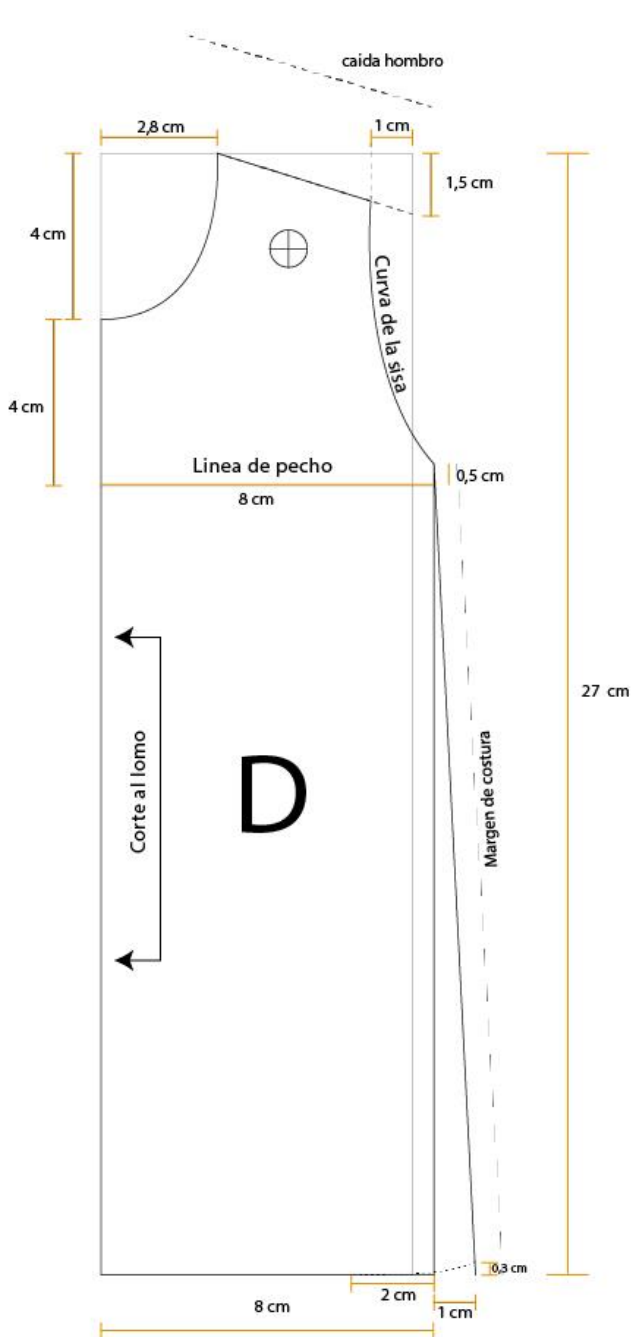 caida hombro
2,8 cm
1 cm
1,5 cm
4 cm
Curva de la sisa
4 cm
Linea de pecho
0,5 cm
8 cm
27 cm
Corte al lomo
D
Margen de costura
0,3 cm
2 cm
8 cm
1 cm